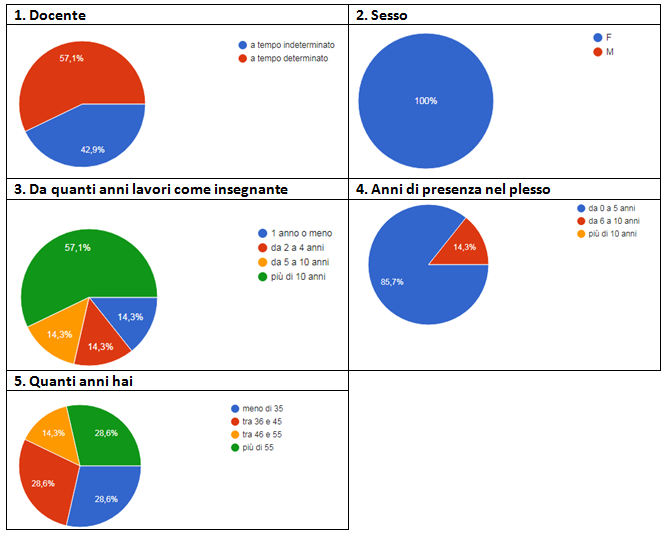 1. Docente
57,1%
42,9%
a tempo indeterminato
a tempo determinato
2. Sesso
100%
F
M
3. Da quanti anni lavori come insegnante
57,1%
14,3%
14,3%
14,3%
1 anno o meno
da 2 a 4 anni
da 5 a 10 anni
più di 10 anni
4. Anni di presenza nel plesso
14,3%
85,7%
da 0 a 5 anni
da 6 a 10 anni
più di 10 anni
5. Quanti anni hai
14,3%
28,6%
28,6%
28,6%
meno di 35
tra 36 e 45
tra 46 e 55
più di 55